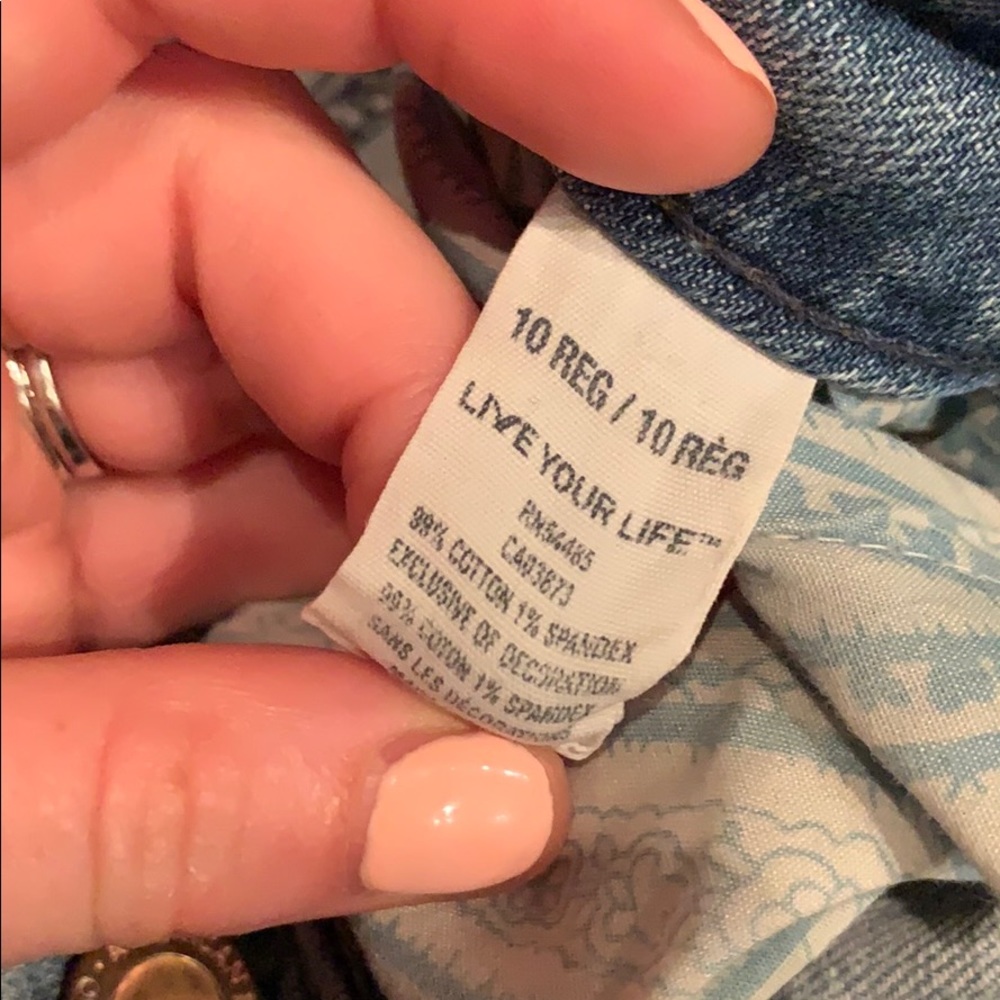 10 REG / 10 RÉG
LIVE YOUR LIFE™
RN54485
CA03673
99% COTTON 1% SPANDEX
EXCLUSIVE OF DECORATION
99% COTON 1% SPANDEX
SANS LES DÉCORATIONS